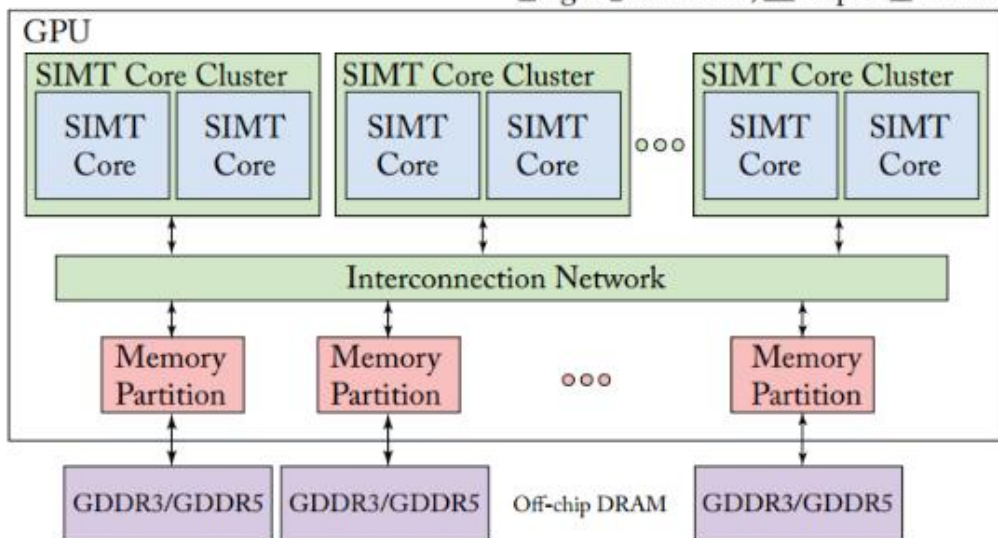 GPU
SIMT Core Cluster
SIMT Core
SIMT Core
SIMT Core Cluster
SIMT Core
SIMT Core
SIMT Core Cluster
SIMT Core
SIMT Core
Interconnection Network
Memory Partition
Memory Partition
Memory Partition
GDDR3/GDDR5
GDDR3/GDDR5
Off-chip DRAM
GDDR3/GDDR5